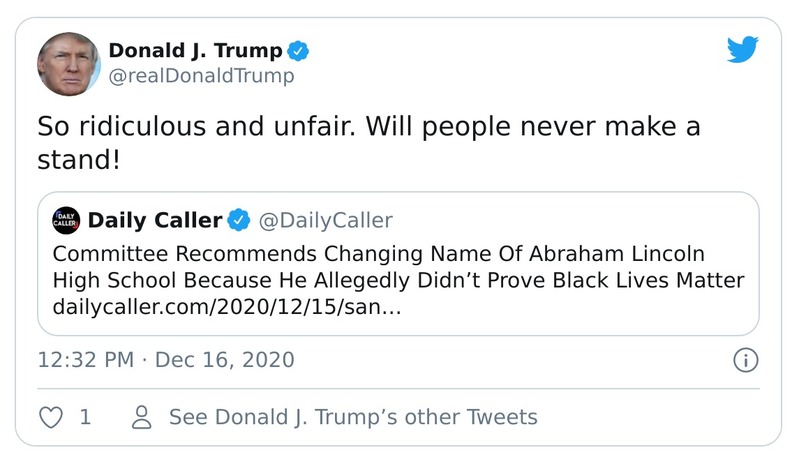 Donald J. Trump
@realDonaldTrump
So ridiculous and unfair. Will people never make a
stand!
DAILY
CALLER
Daily Caller @DailyCaller
Committee Recommends Changing Name Of Abraham Lincoln
High School Because He Allegedly Didn’t Prove Black Lives Matter
dailycaller.com/2020/12/15/san…
12:32 PM · Dec 16, 2020
1 See Donald J. Trump’s other Tweets